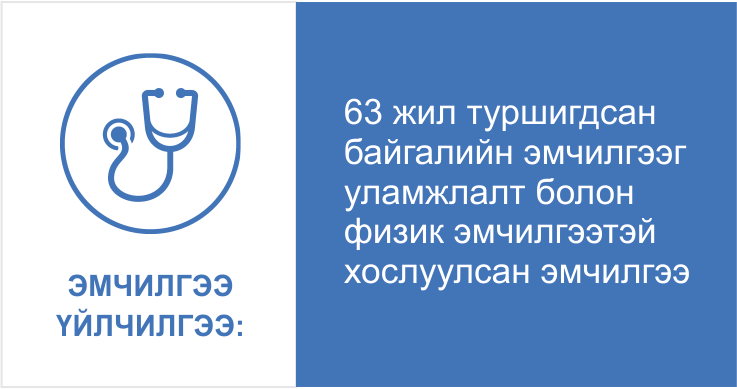 ЭМЧИЛГЭЭ
ҮЙЛЧИЛГЭЭ:
63 жил туршигдсан
байгалийн эмчилгээг
уламжлалт болон
физик эмчилгээтэй
хослуулсан эмчилгээ